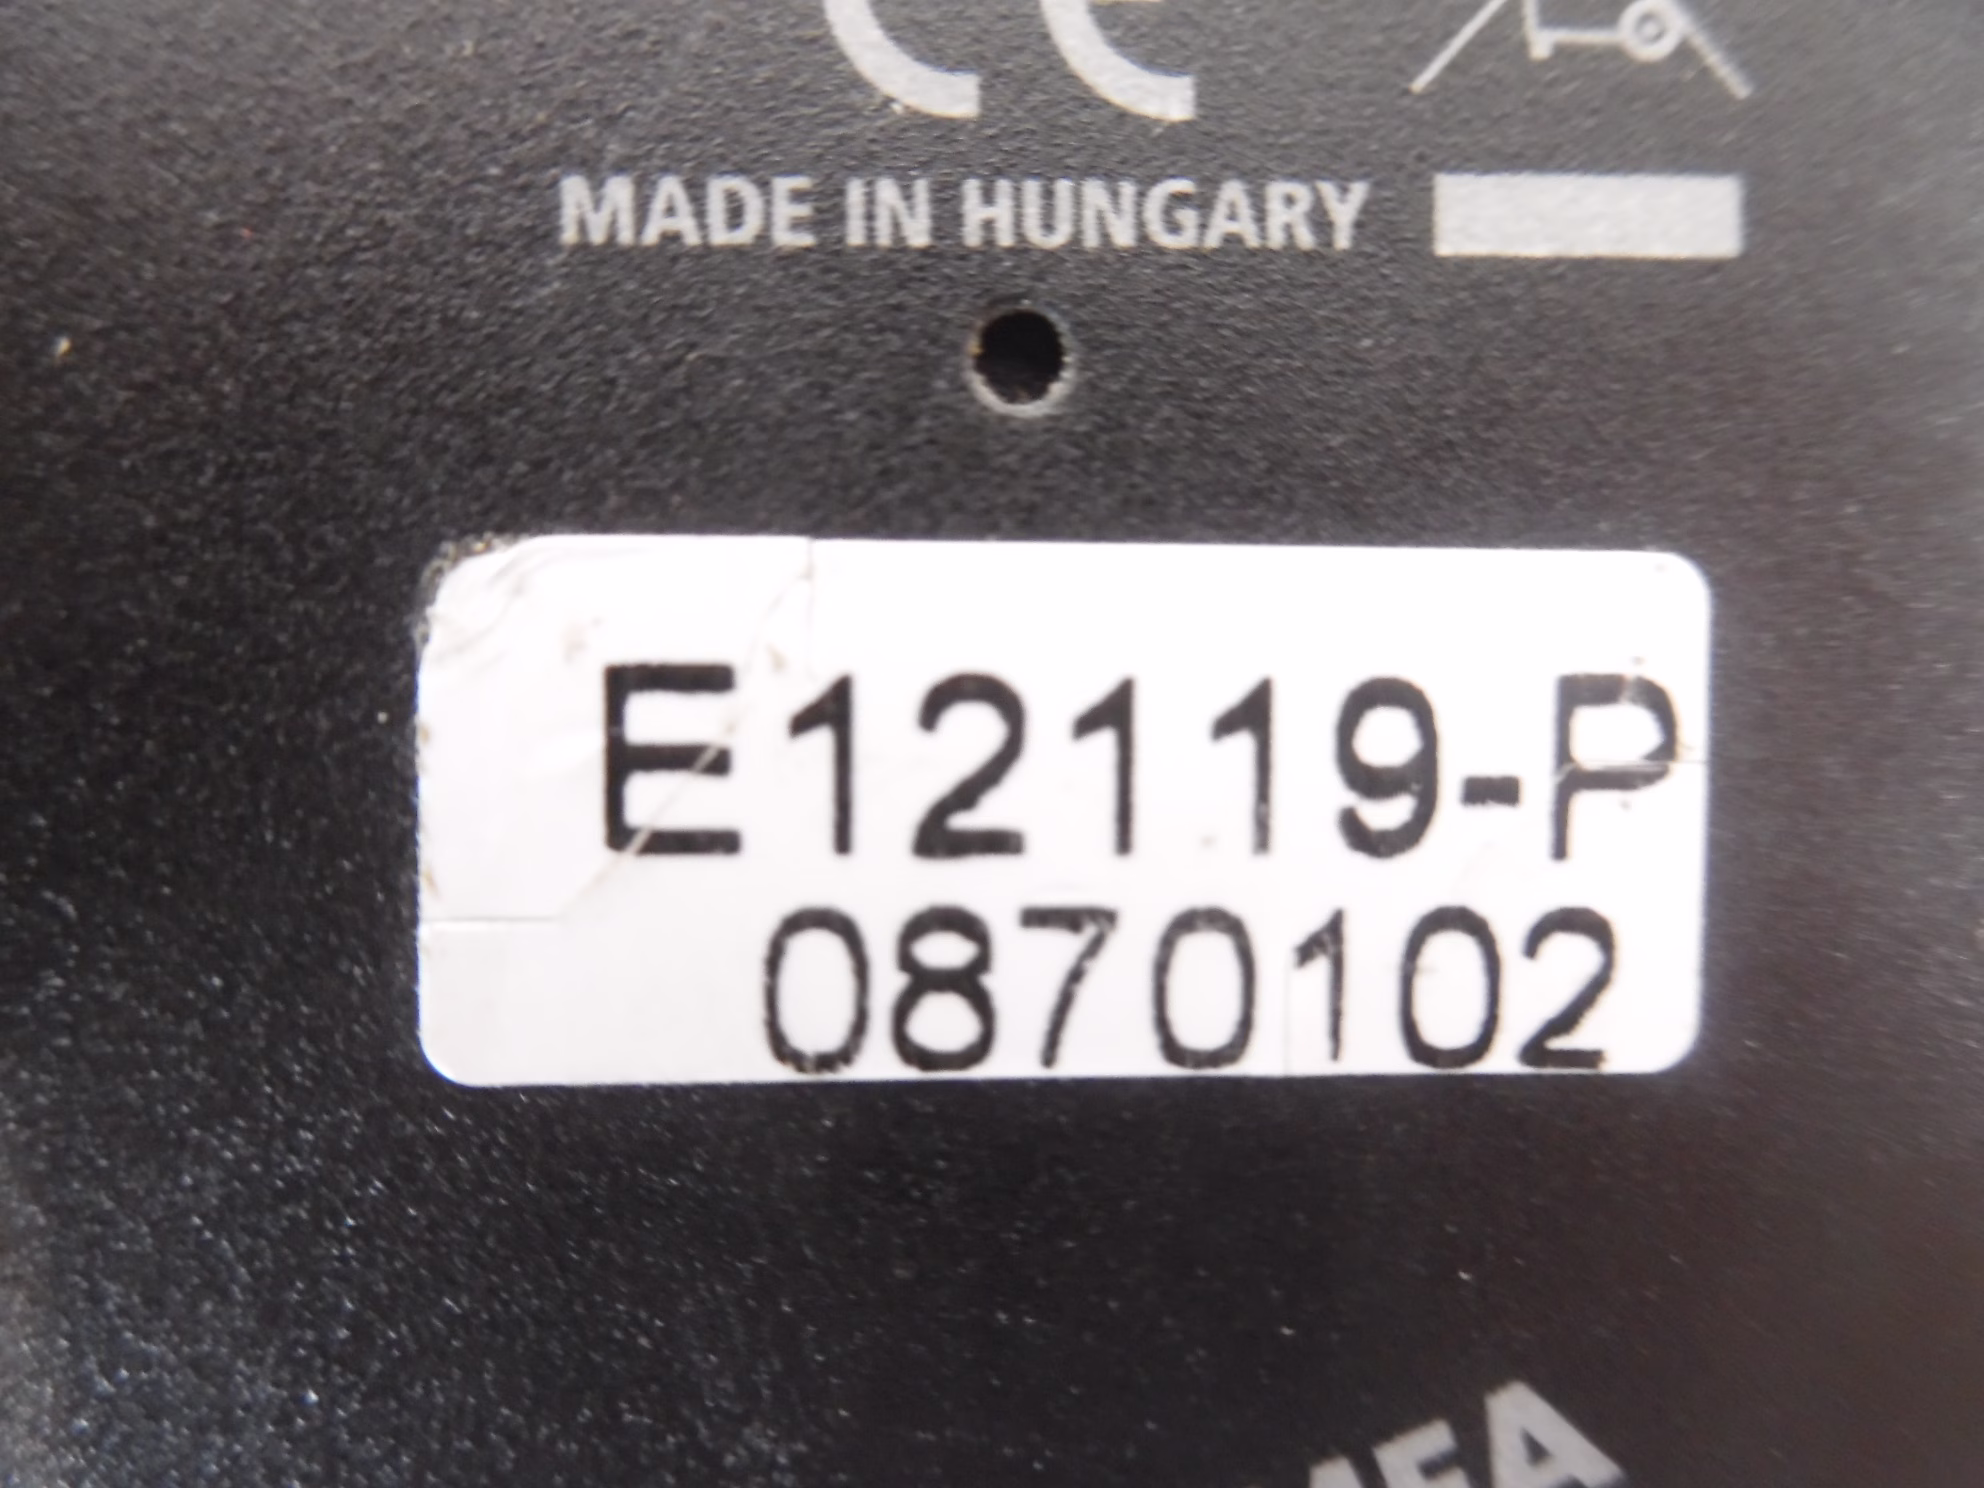 CE
MADE IN HUNGARY
E12119-P
0870102